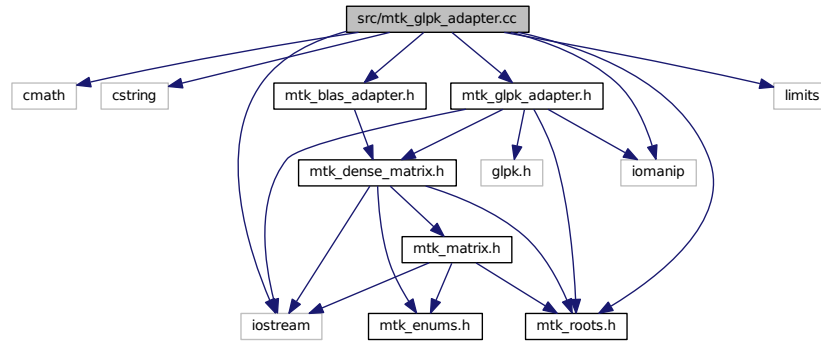 src/mtk_glpk_adapter.cc
cmath
cstring
mtk_blas_adapter.h
mtk_glpk_adapter.h
limits
mtk_dense_matrix.h
glpk.h
iomanip
mtk_matrix.h
iostream
mtk_enums.h
mtk_roots.h